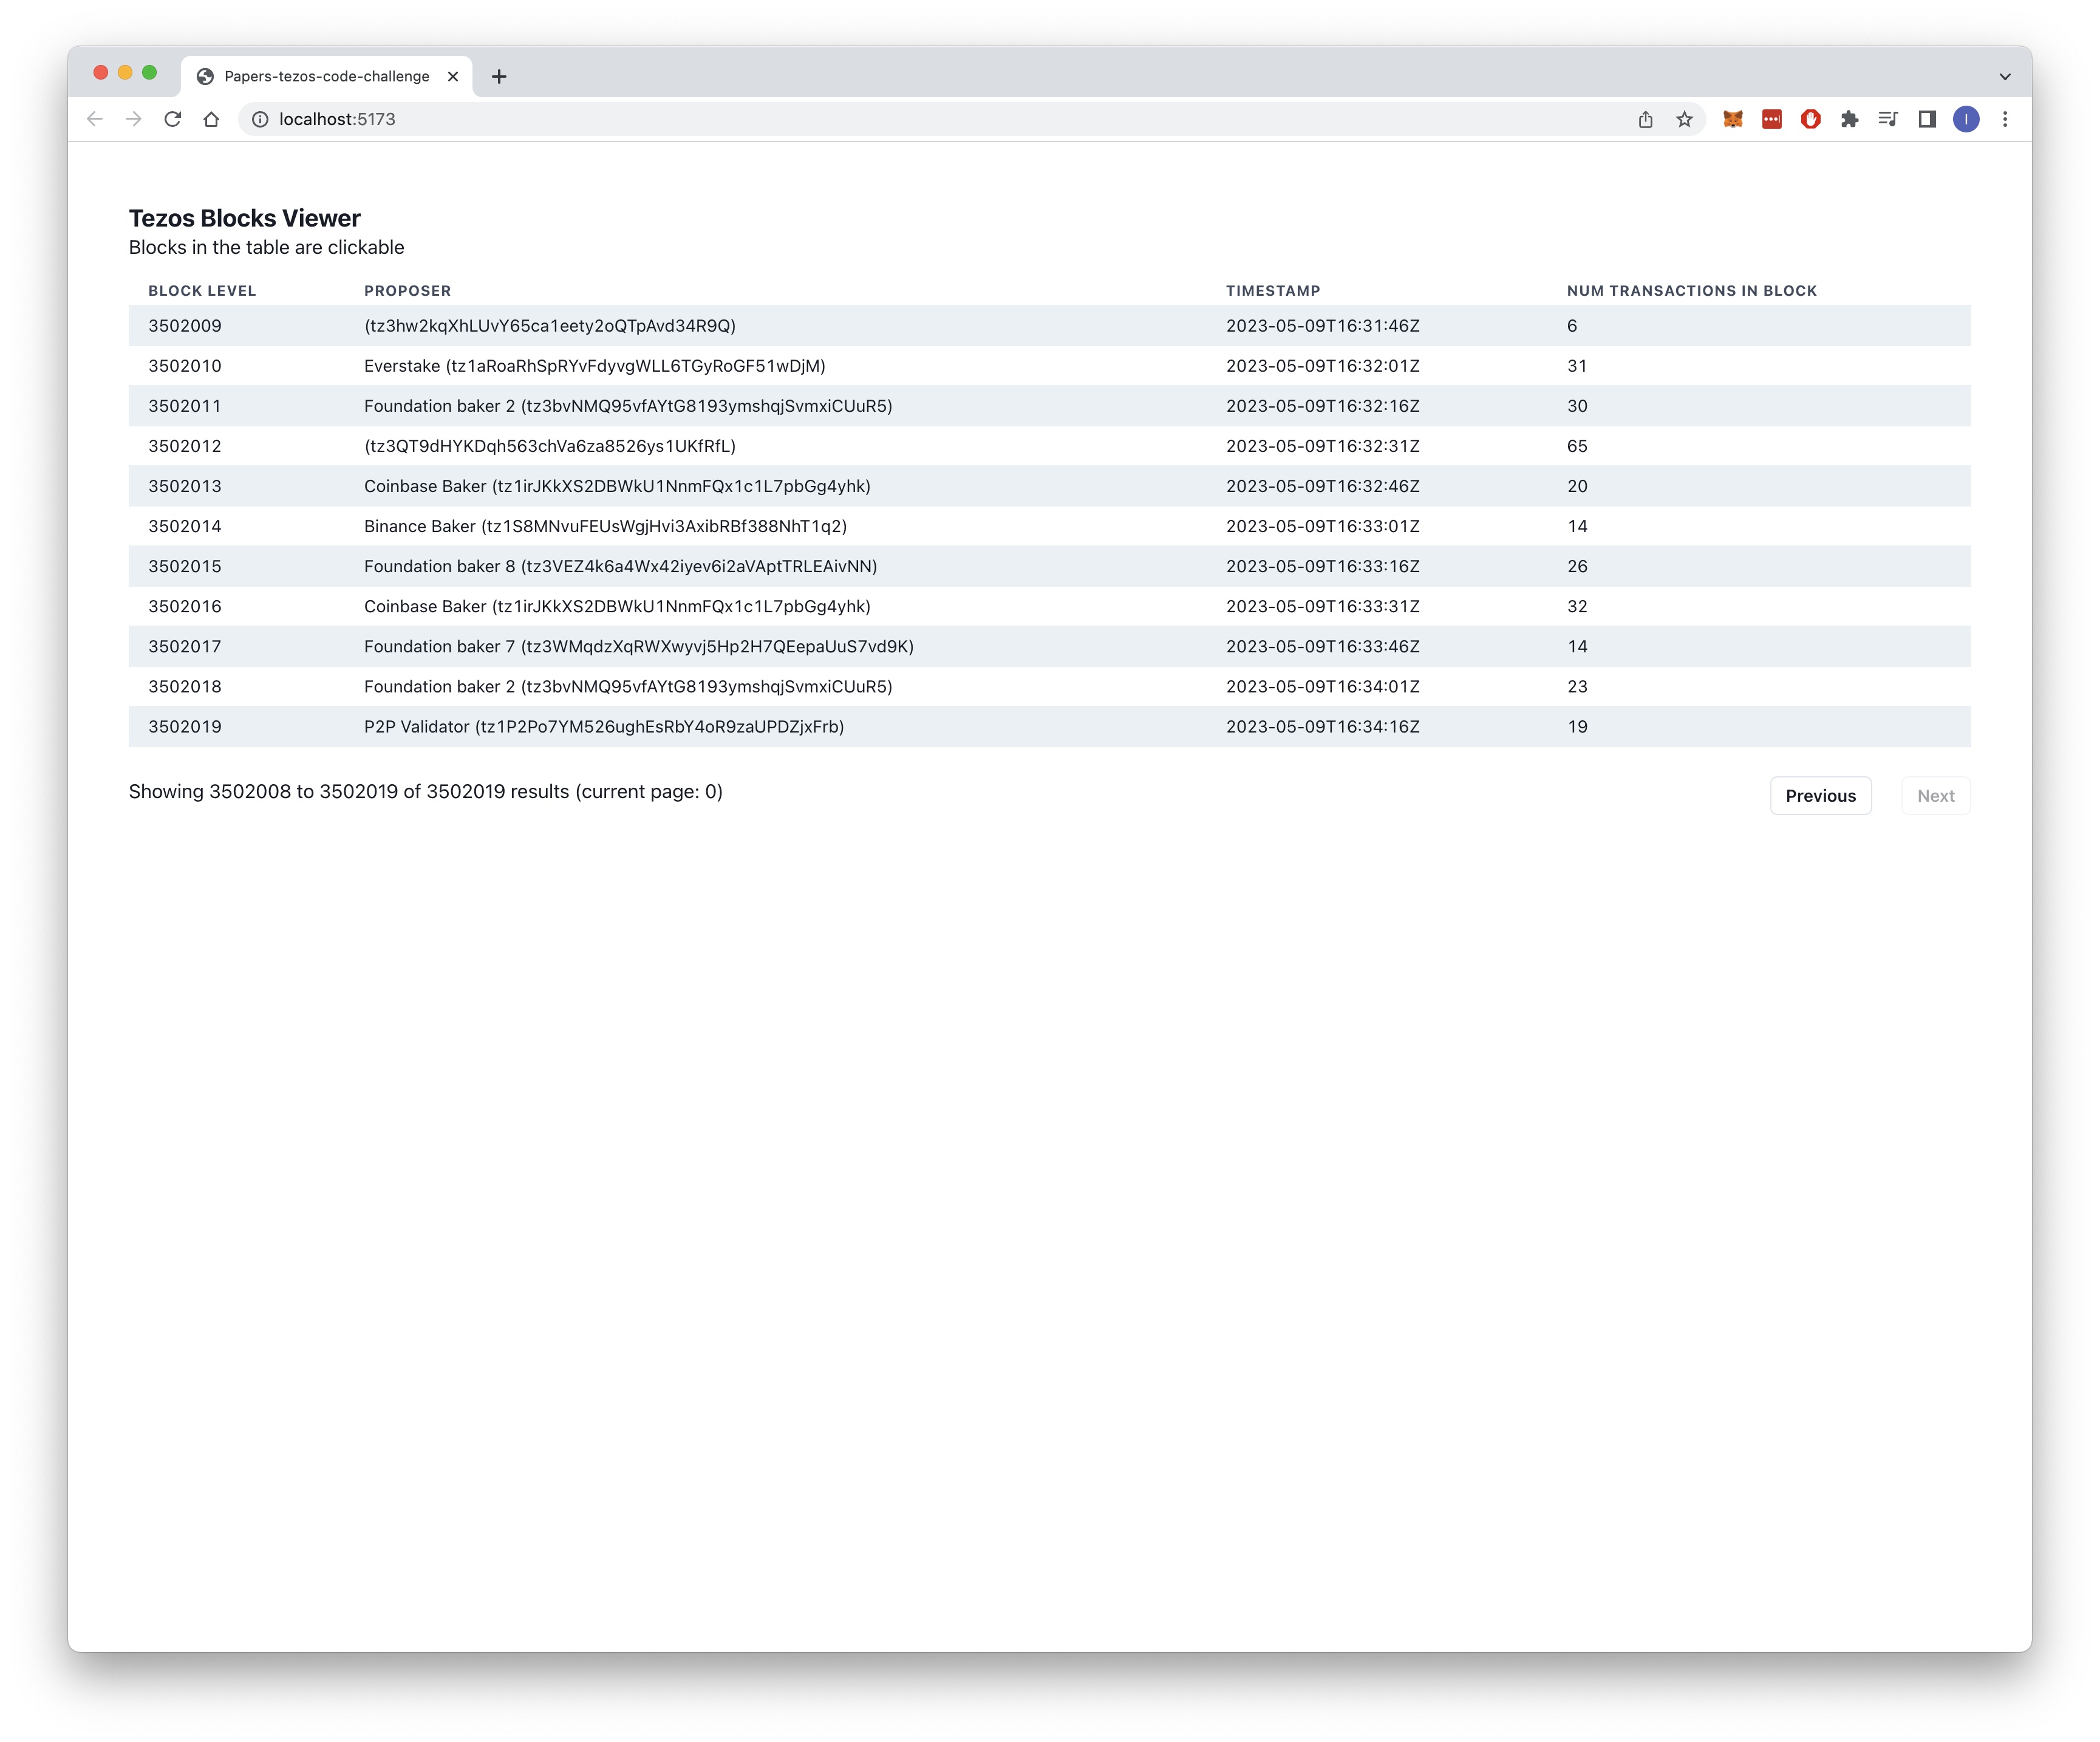 Papers-tezos-code-challenge
localhost:5173
I
Tezos Blocks Viewer
Blocks in the table are clickable
BLOCK LEVEL PROPOSER TIMESTAMP NUM TRANSACTIONS IN BLOCK
3502009 (tz3hw2kqXhLUvY65ca1eety2oQTpAvd34R9Q) 2023-05-09T16:31:46Z 6
3502010 Everstake (tz1aRoaRhSpRYvFdyvgWLL6TGyRoGF51wDjM) 2023-05-09T16:32:01Z 31
3502011 Foundation baker 2 (tz3bvNMQ95vfAYtG8193ymshqjSvmxiCUuR5) 2023-05-09T16:32:16Z 30
3502012 (tz3QT9dHYKDqh563chVa6za8526ys1UKfRfL) 2023-05-09T16:32:31Z 65
3502013 Coinbase Baker (tz1irJKkXS2DBWkU1NnmFQx1c1L7pbGg4yhk) 2023-05-09T16:32:46Z 20
3502014 Binance Baker (tz1S8MNvuFEUsWgjHvi3AxibRBf388NhT1q2) 2023-05-09T16:33:01Z 14
3502015 Foundation baker 8 (tz3VEZ4k6a4Wx42iyev6i2aVAptTRLEAivNN) 2023-05-09T16:33:16Z 26
3502016 Coinbase Baker (tz1irJKkXS2DBWkU1NnmFQx1c1L7pbGg4yhk) 2023-05-09T16:33:31Z 32
3502017 Foundation baker 7 (tz3WMqdzXqRWXwyvj5Hp2H7QEepaUuS7vd9K) 2023-05-09T16:33:46Z 14
3502018 Foundation baker 2 (tz3bvNMQ95vfAYtG8193ymshqjSvmxiCUuR5) 2023-05-09T16:34:01Z 23
3502019 P2P Validator (tz1P2Po7YM526ughEsRbY4oR9zaUPDZjxFrb) 2023-05-09T16:34:16Z 19
Showing 3502008 to 3502019 of 3502019 results (current page: 0) Previous Next